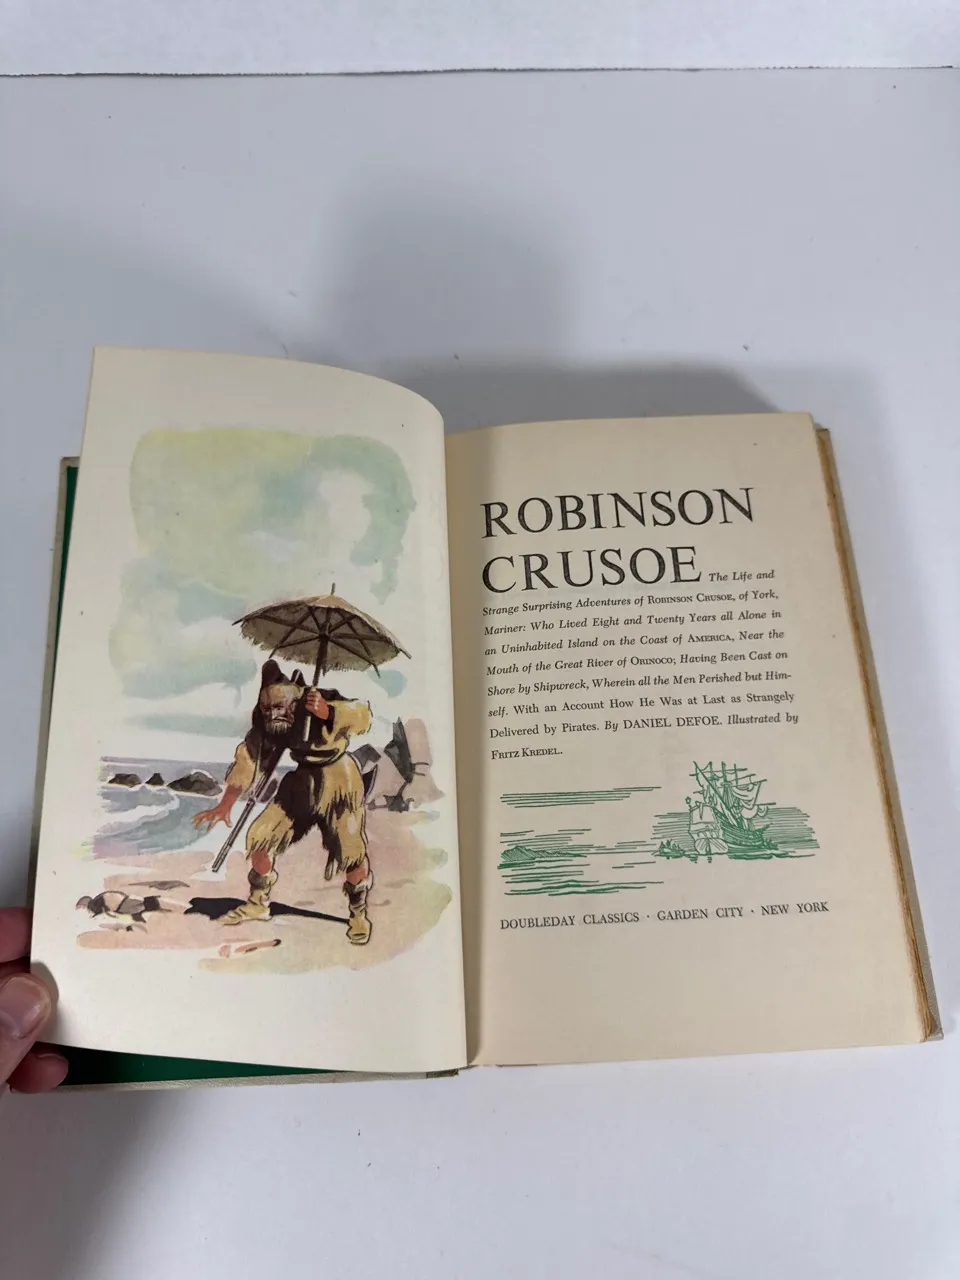 ROBINSON
CRUSOE The Life and
Strange Surprising Adventures of ROBINSON CRUSOE, of York,
Mariner: Who Lived Eight and Twenty Years all Alone in
an Uninhabited Island on the Coast of AMERICA, Near the
Mouth of the Great River of ORINOCO; Having Been Cast on
Shore by Shipwreck, Wherein all the Men Perished but Him-
self. With an Account How He Was at Last as Strangely
Delivered by Pirates. By DANIEL DEFOE. Illustrated by
FRITZ KREDEL.
DOUBLEDAY CLASSICS · GARDEN CITY · NEW YORK